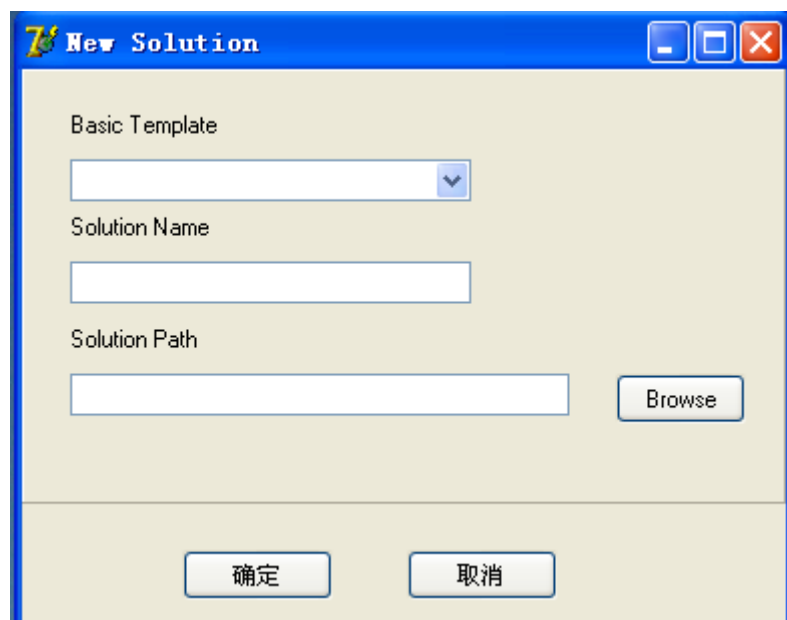 New Solution
Basic Template
Solution Name
Solution Path
Browse
确定 取消